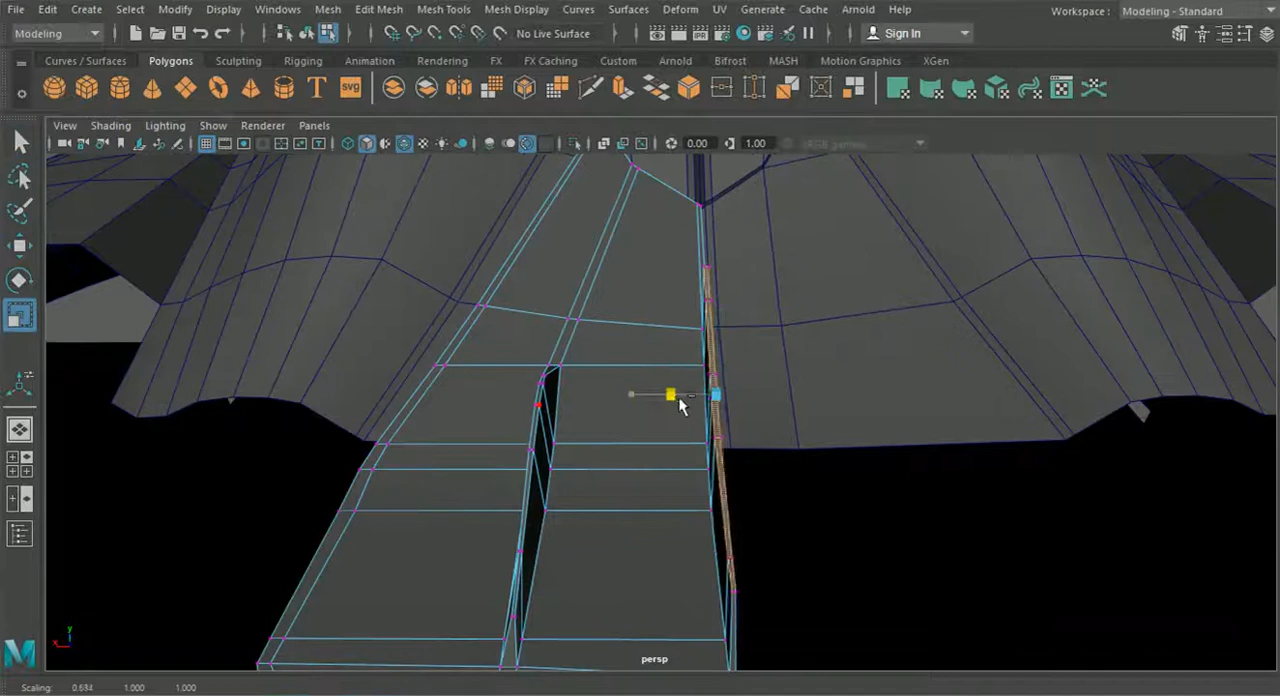 File Edit Create Select Modify Display Windows Mesh Edit Mesh Mesh Tools Mesh Display Curves Surfaces Deform UV Generate Cache Arnold Help Workspace: Modeling - Standard
Modeling No Live Surface Sign In
Curves / Surfaces Polygons Sculpting Rigging Animation Rendering FX FX Caching Custom Arnold Bifrost MASH Motion Graphics XGen
T SVG
View Shading Lighting Show Renderer Panels
0.00 1.00 sRGB gamma
y
x
persp
Scaling: 0.634 1.000 1.000